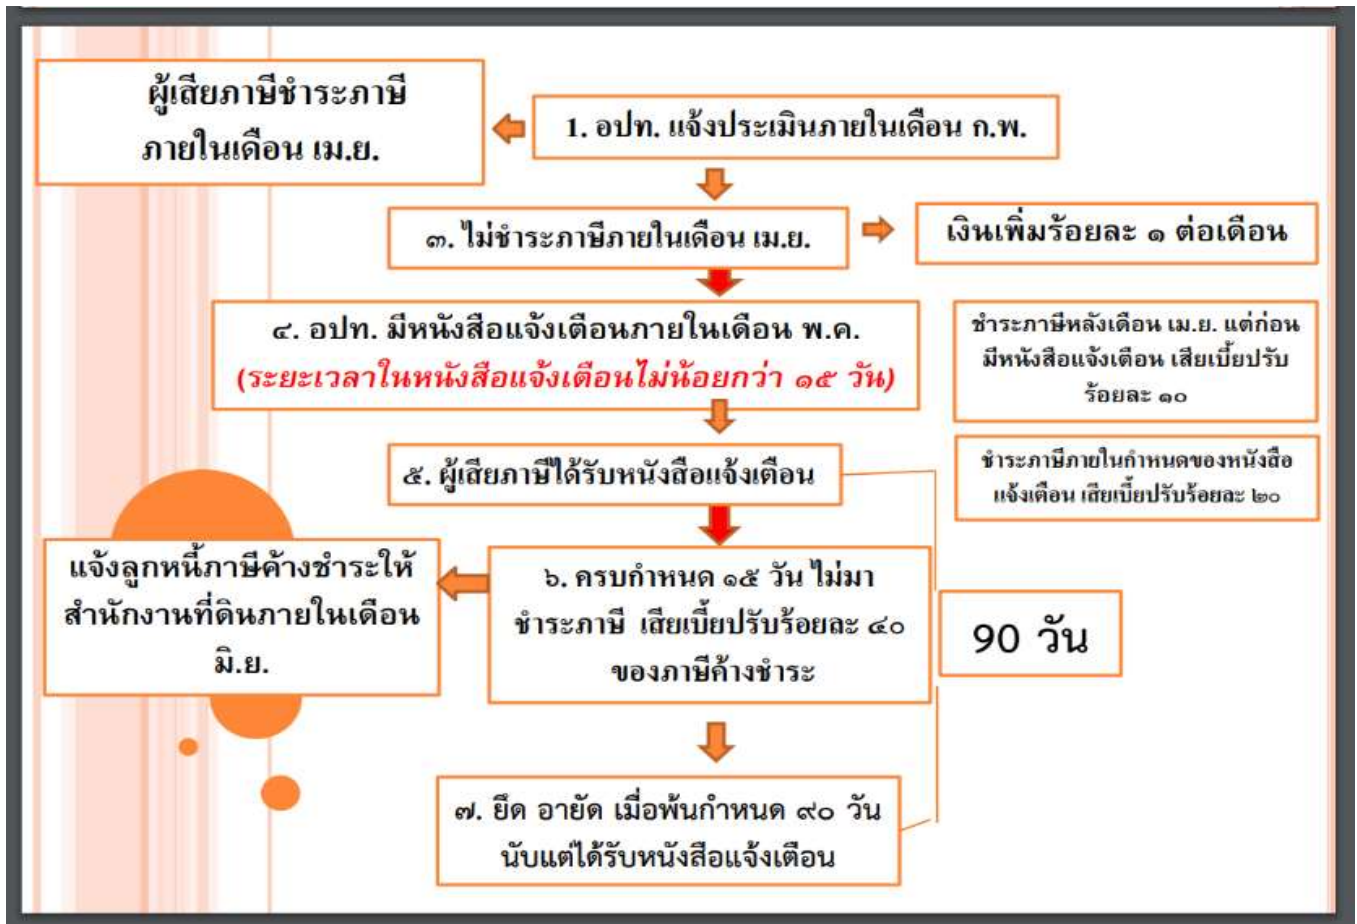 ผู้เสียภาษีชำระภาษี
ภายในเดือน เม.ย.
1. อปท. แจ้งประเมินภายในเดือน ก.พ.
๓. ไม่ชำระภาษีภายในเดือน เม.ย.
เงินเพิ่มร้อยละ ๑ ต่อเดือน
๔. อปท. มีหนังสือแจ้งเตือนภายในเดือน พ.ค.
(ระยะเวลาในหนังสือแจ้งเตือนไม่น้อยกว่า ๑๕ วัน)
ชำระภาษีหลังเดือน เม.ย. แต่ก่อน
มีหนังสือแจ้งเตือน เสียเบี้ยปรับ
ร้อยละ ๑๐
๕. ผู้เสียภาษีได้รับหนังสือแจ้งเตือน
ชำระภาษีภายในกำหนดของหนังสือ
แจ้งเตือน เสียเบี้ยปรับร้อยละ ๒๐
แจ้งลูกหนี้ภาษีค้างชำระให้
สำนักงานที่ดินภายในเดือน
มิ.ย.
๖. ครบกำหนด ๑๕ วัน ไม่มา
ชำระภาษี เสียเบี้ยปรับร้อยละ ๔๐
ของภาษีค้างชำระ
90 วัน
๗. ยึด อายัด เมื่อพ้นกำหนด ๙๐ วัน
นับแต่ได้รับหนังสือแจ้งเตือน